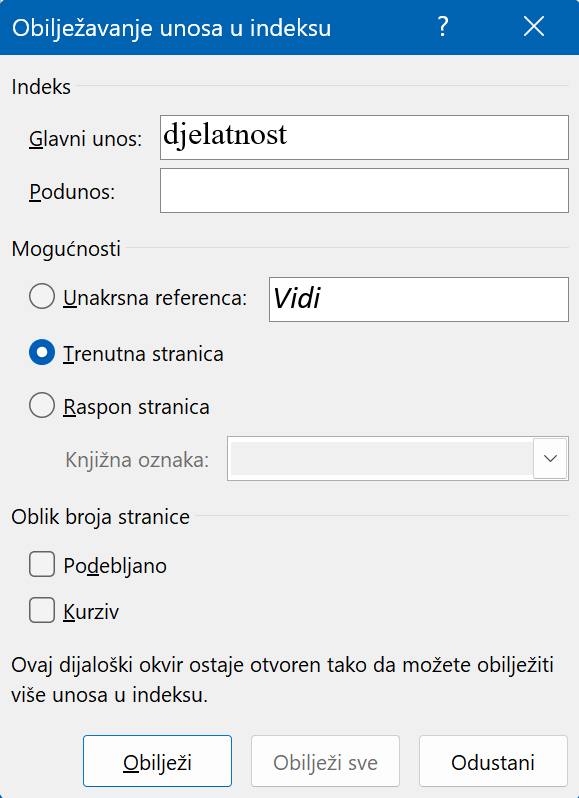 Obilježavanje unosa u indeksu ?
Indeks
Glavni unos: djelatnost
Podunos:
Mogućnosti
Unakrsna referenca: Vidi
Trenutna stranica
Raspon stranica
Knjižna oznaka:
Oblik broja stranice
Podebljano
Kurziv
Ovaj dijaloški okvir ostaje otvoren tako da možete obilježiti
više unosa u indeksu.
Obilježi Obilježi sve Odustani